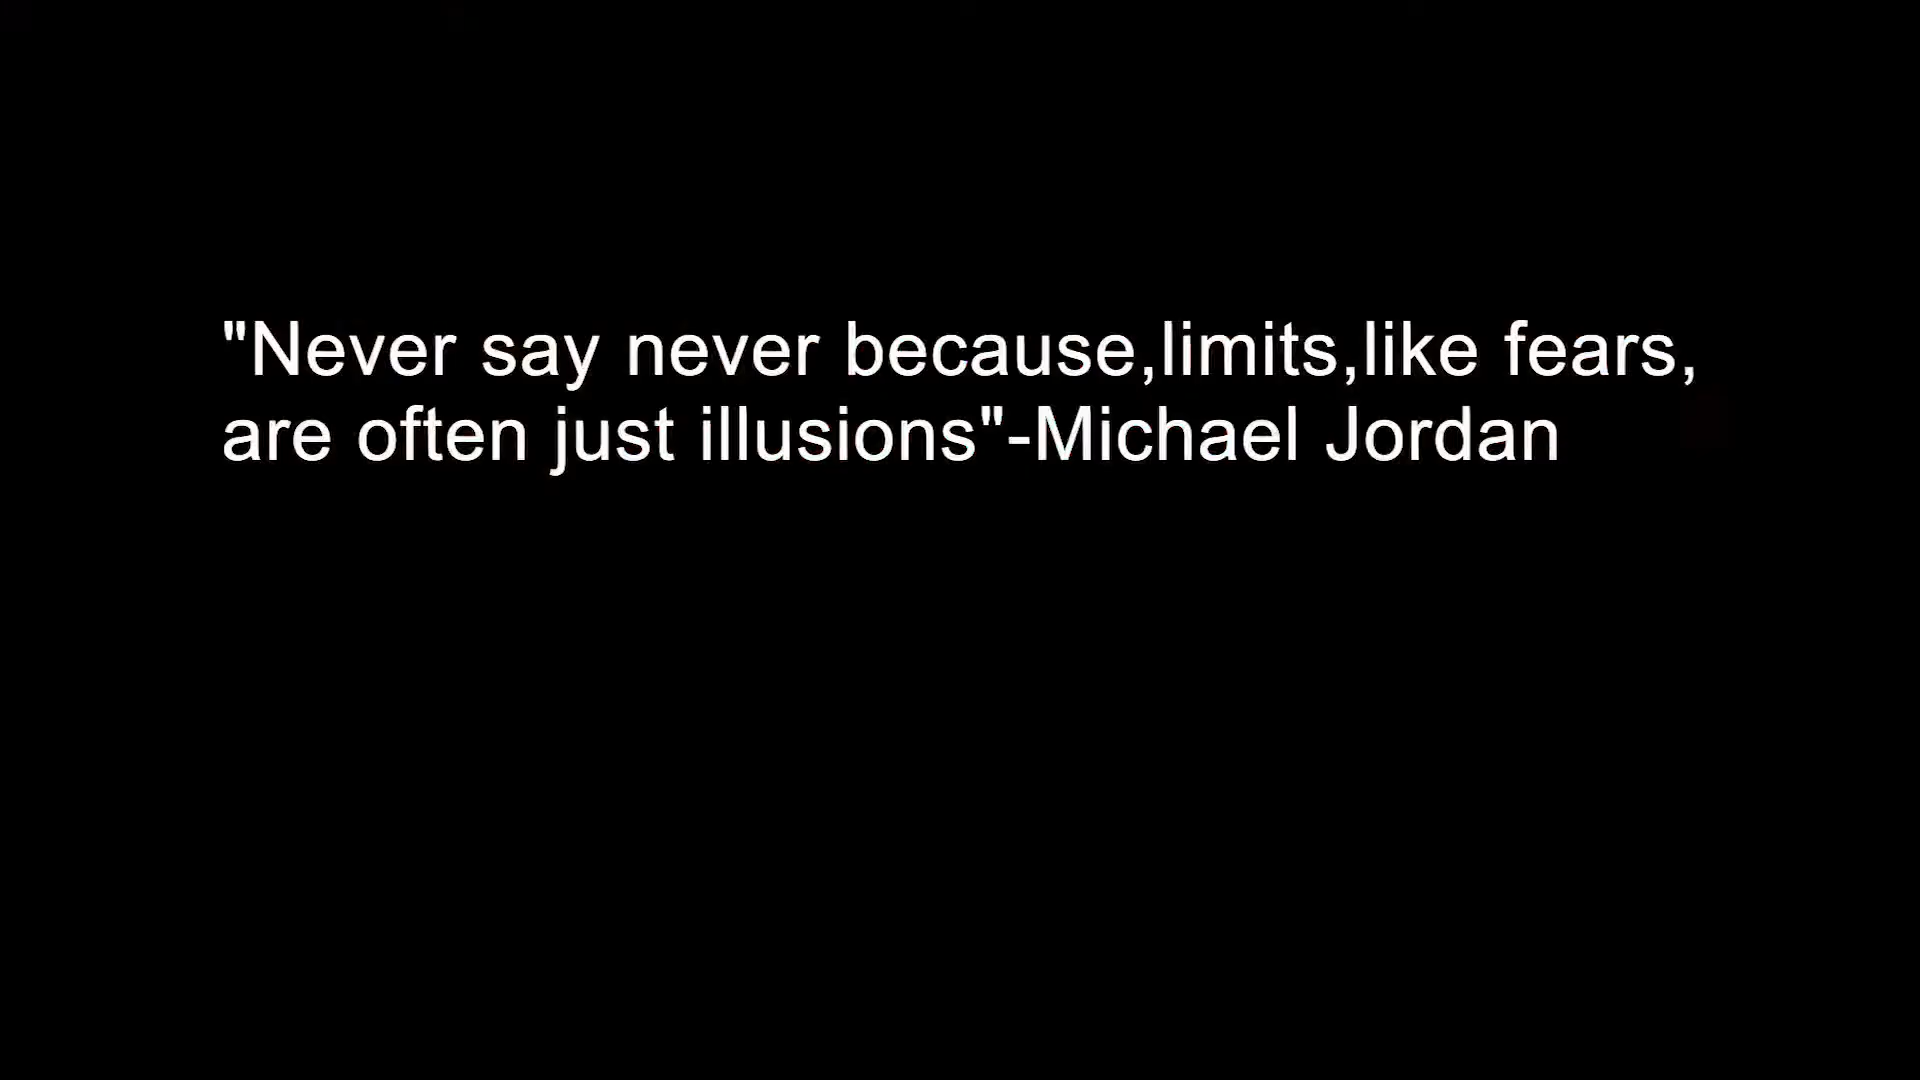 "Never say never because,limits,like fears,
are often just illusions"-Michael Jordan